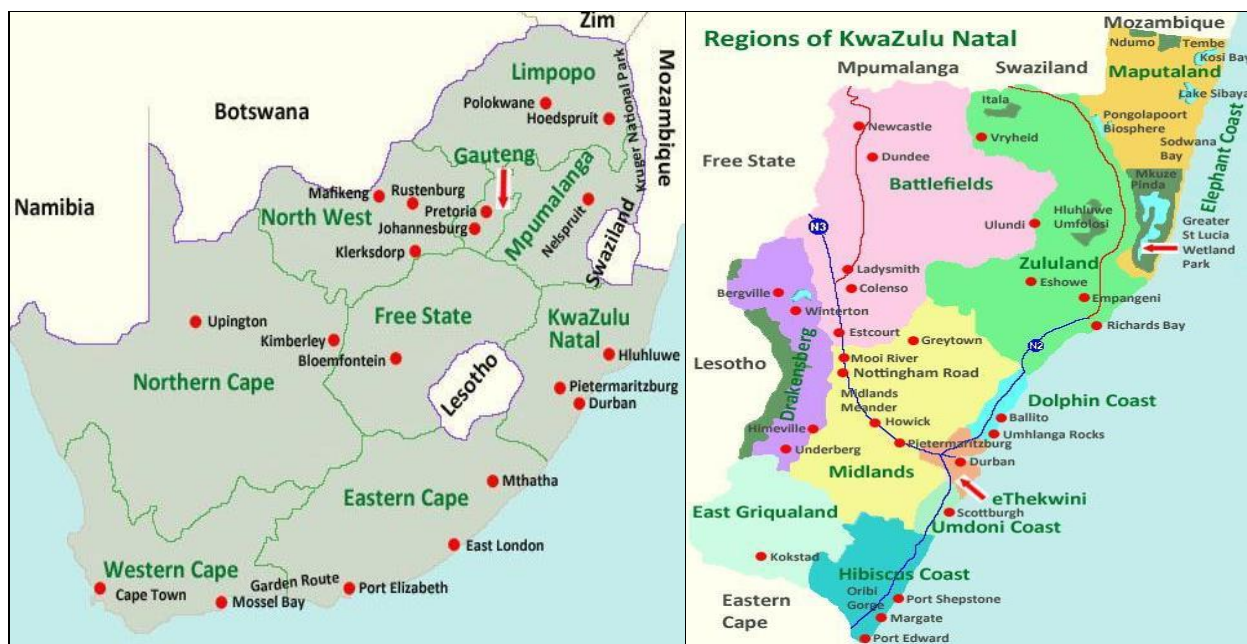 Zim
Limpopo
Polokwane
Hoedspruit
Kruger National Park
Mozambique
Botswana
Gauteng
Mafikeng
Rustenburg
North West
Pretoria
Johannesburg
Mpumalanga
Nelspruit
Namibia
Klerksdorp
Swaziland
Upington
Free State
KwaZulu
Natal
Kimberley
Bloemfontein
Hluhluwe
Northern Cape
Lesotho
Pietermaritzburg
Durban
Mthatha
Eastern Cape
East London
Western Cape
Garden Route
Cape Town
Port Elizabeth
Mossel Bay
Regions of KwaZulu Natal
Mozambique
Ndumo
Tembe
Kosi Bay
Mpumalanga
Swaziland
Maputaland
Itala
Lake Sibaya
Pongolapoort
Biosphere
Newcastle
Vryheid
Sodwana
Bay
Free State
Dundee
Battlefields
Mkuze
Pinda
Elephant Coast
Ulundi
Hluhluwe
Umfolosi
Greater
St Lucia
Wetland
Park
N3
Zululand
Ladysmith
Eshowe
Bergville
Colenso
Empangeni
Winterton
Richards Bay
Estcourt
Greytown
N2
Lesotho
Drakensberg
Mooi River
Nottingham Road
Midlands
Meander
Dolphin Coast
Howick
Ballito
Himeville
Umhlanga Rocks
Pietermaritzburg
Underberg
Durban
Midlands
eThekwini
East Griqualand
Scottburgh
Umdoni Coast
Kokstad
Hibiscus Coast
Oribi
Gorge
Eastern
Cape
Port Shepstone
Margate
Port Edward